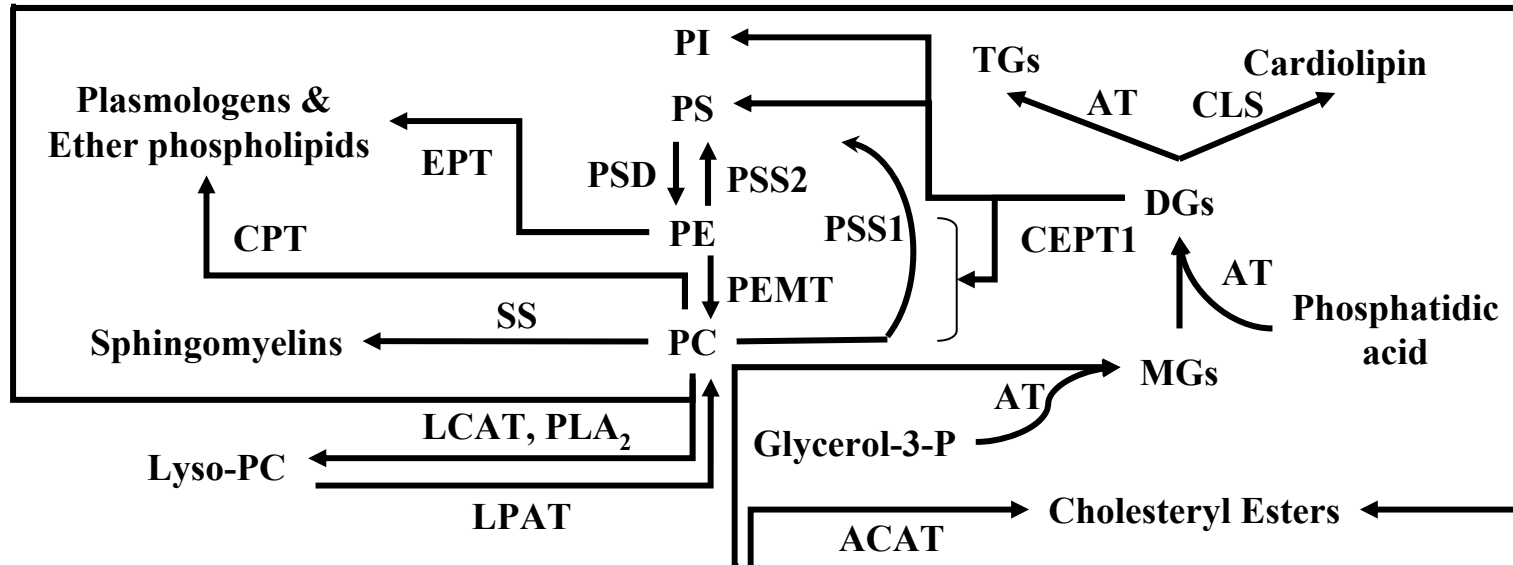 PI
TGs
Cardiolipin
Plasmologens &
Ether phospholipids
PS
AT
CLS
EPT
PSD
PSS2
DGs
CPT
PE
PSS1
CEPT1
PEMT
AT
SS
Sphingomyelins
PC
Phosphatidic
acid
MGs
AT
LCAT, PLA₂
Glycerol-3-P
Lyso-PC
LPAT
Cholesteryl Esters
ACAT